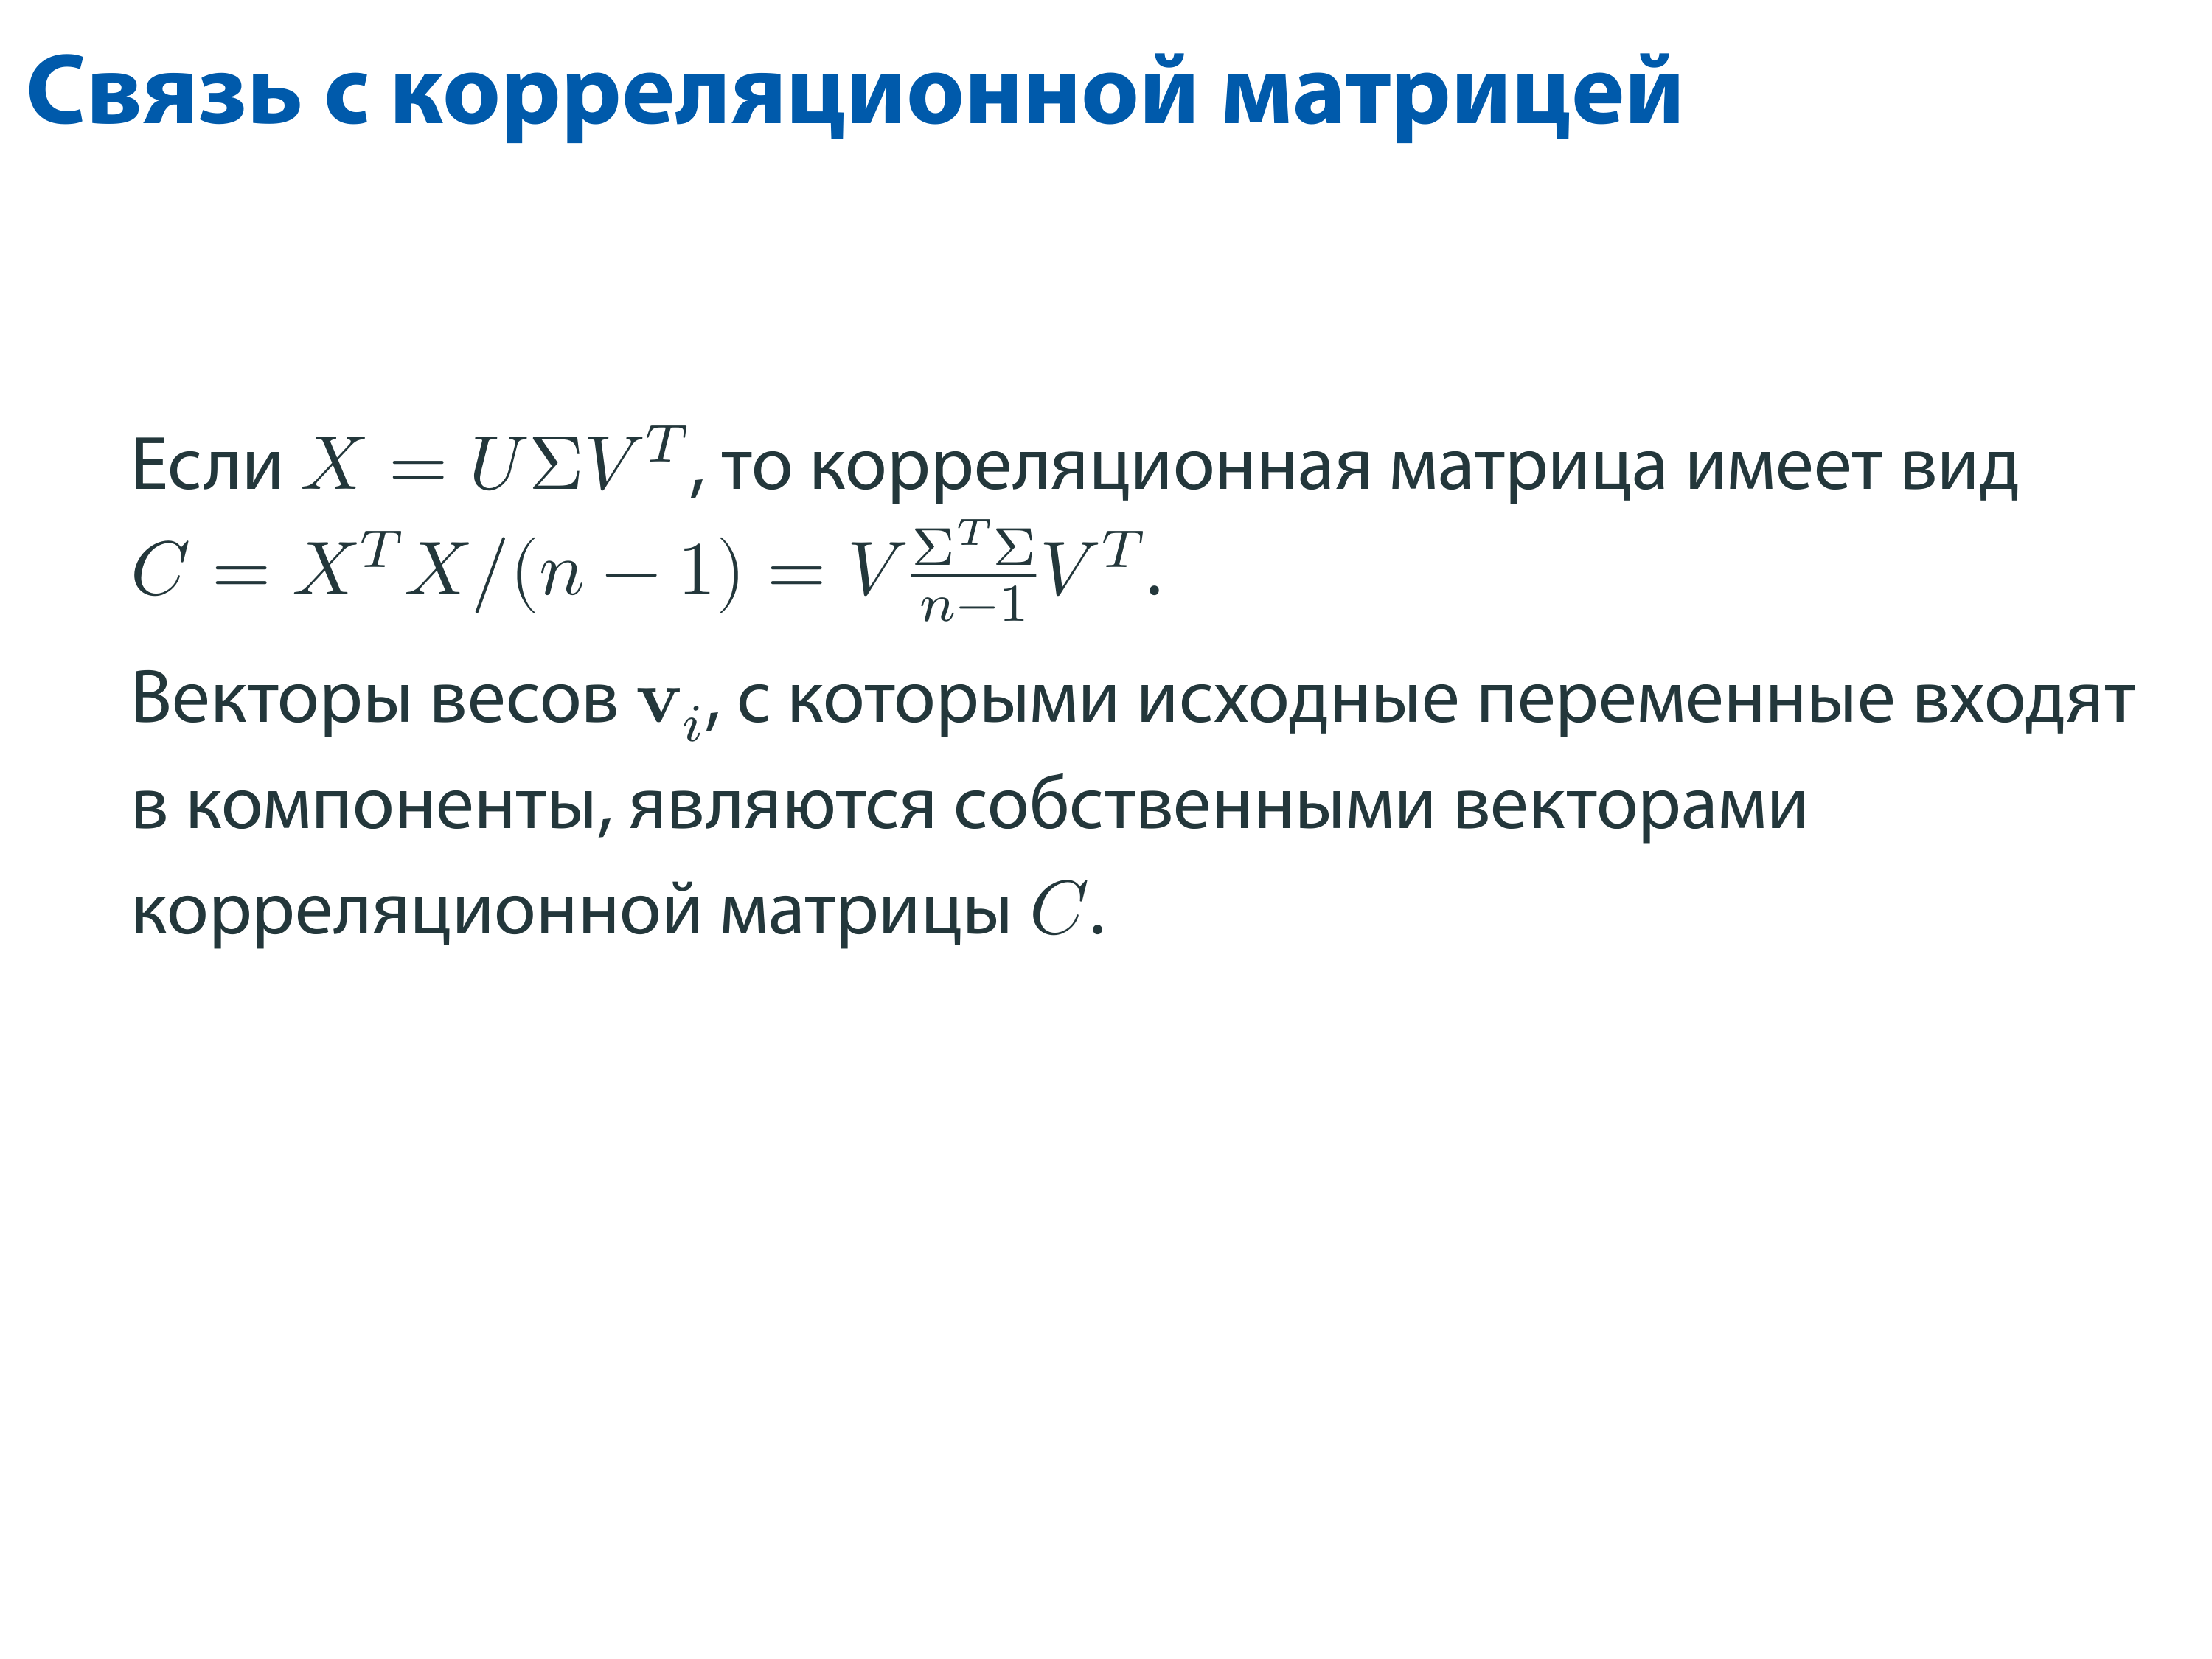 Связь с корреляционной матрицей
Если $X = U\Sigma V^T$, то корреляционная матрица имеет вид
$C = X^T X/(n-1) = V\frac{\Sigma^T\Sigma}{n-1}V^T$.
Векторы весов $\mathbf{v}_i$, с которыми исходные переменные входят
в компоненты, являются собственными векторами
корреляционной матрицы $C$.